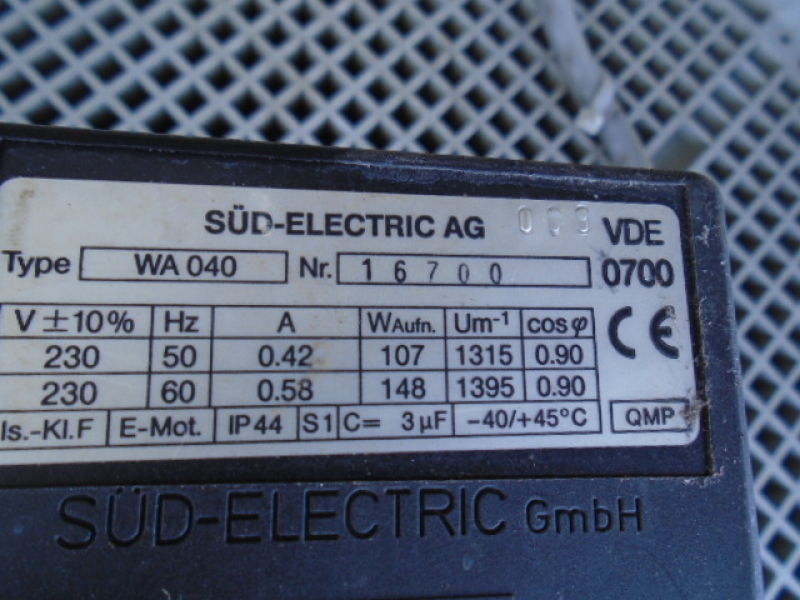 SÜD-ELECTRIC AG VDE
Type WA 040 Nr. 16700 0700
V ±10% Hz A WAufn. Um-1 cosφ CE
230 50 0.42 107 1315 0.90
230 60 0.58 148 1395 0.90
Is.-Kl.F E-Mot. IP44 S1 C= 3µF -40/+45°C QMP
SÜD-ELECTRIC GmbH